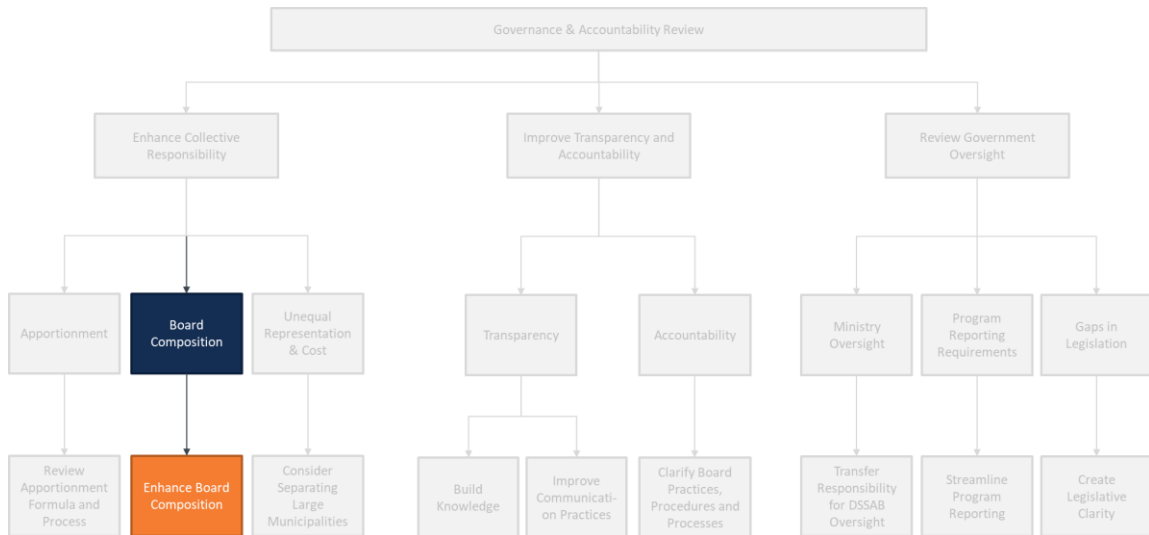 Governance & Accountability Review
Enhance Collective
Responsibility
Improve Transparency and
Accountability
Review Government
Oversight
Apportionment
Board
Composition
Unequal
Representation
& Cost
Transparency
Accountability
Ministry
Oversight
Program
Reporting
Requirements
Gaps in
Legislation
Review
Apportionment
Formula and
Process
Enhance Board
Composition
Consider
Separating
Large
Municipalities
Build
Knowledge
Improve
Communicati-
on Practices
Clarify Board
Practices,
Procedures and
Processes
Transfer
Responsibility
for DSSAB
Oversight
Streamline
Program
Reporting
Create
Legislative
Clarity